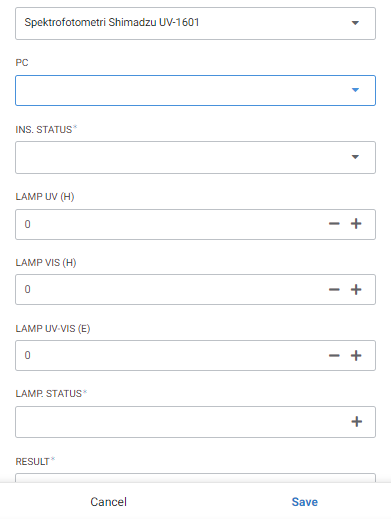 Spektrofotometri Shimadzu UV-1601
PC
INS. STATUS*
LAMP UV (H)
0
LAMP VIS (H)
0
LAMP UV-VIS (E)
0
LAMP. STATUS*
RESULT*
Cancel
Save